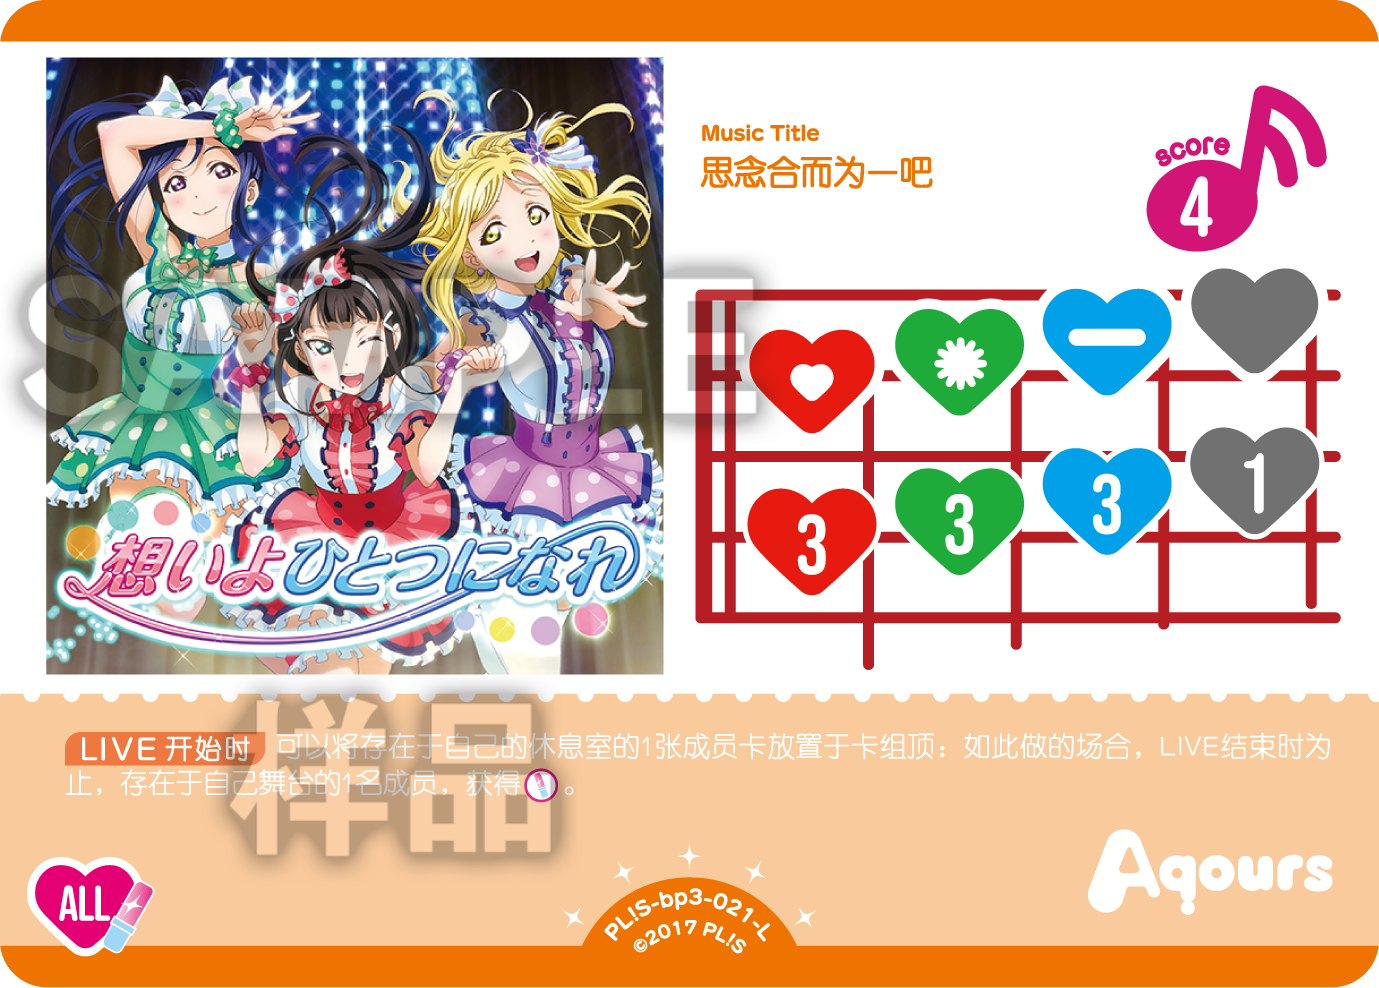 Music Title
思念合而为一吧
score
4
SAMPLE
3
3
3
1
想いよひとつになれ
样品
LIVE 开始时 可以将存在于自己的休息室的1张成员卡放置于卡组顶：如此做的场合，LIVE结束时为
止，存在于自己舞台的1名成员，获得 。
ALL
Aqours
PL!S-bp3-021-L
©2017 PL!S